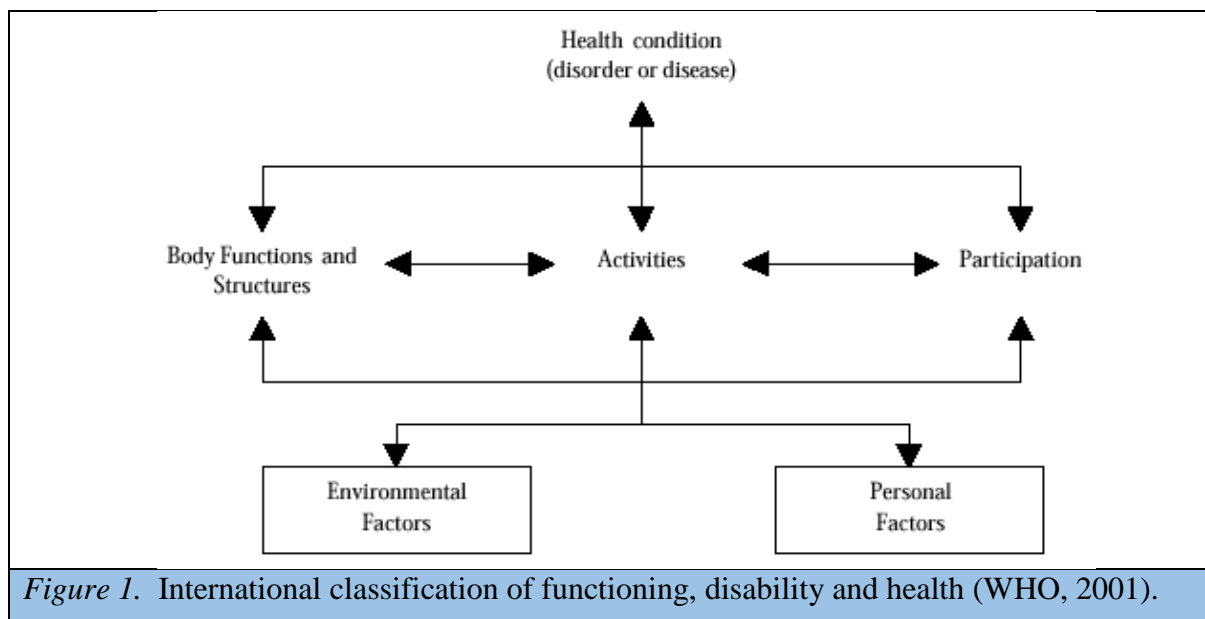 Health condition
(disorder or disease)
Body Functions and
Structures
Activities
Participation
Environmental
Factors
Personal
Factors
Figure 1. International classification of functioning, disability and health (WHO, 2001).